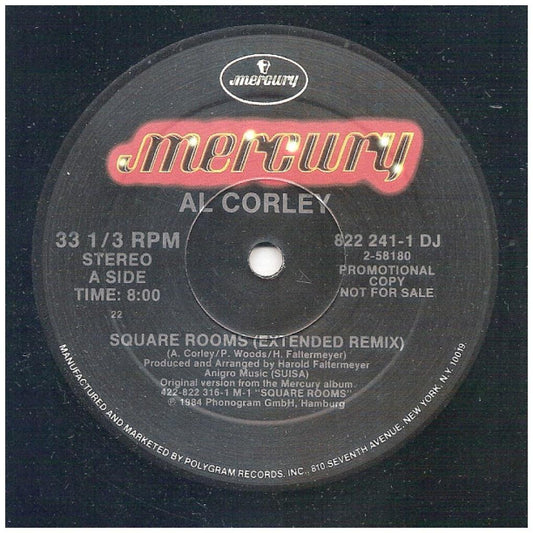 mercury
mercury
AL CORLEY
33 1/3 RPM
STEREO
A SIDE
TIME: 8:00
822 241-1 DJ
2-58180
PROMOTIONAL
COPY
NOT FOR SALE
22
SQUARE ROOMS (EXTENDED REMIX)
(A. Corley/P. Woods/H. Faltermeyer)
Produced and Arranged by Harold Faltermeyer
Anigro Music (SUISA)
Original version from the Mercury album
422-822 316-1 M-1 "SQUARE ROOMS"
℗ 1984 Phonogram GmbH, Hamburg
MANUFACTURED AND MARKETED BY POLYGRAM RECORDS, INC., 810 SEVENTH AVENUE, NEW YORK, N.Y. 10019.